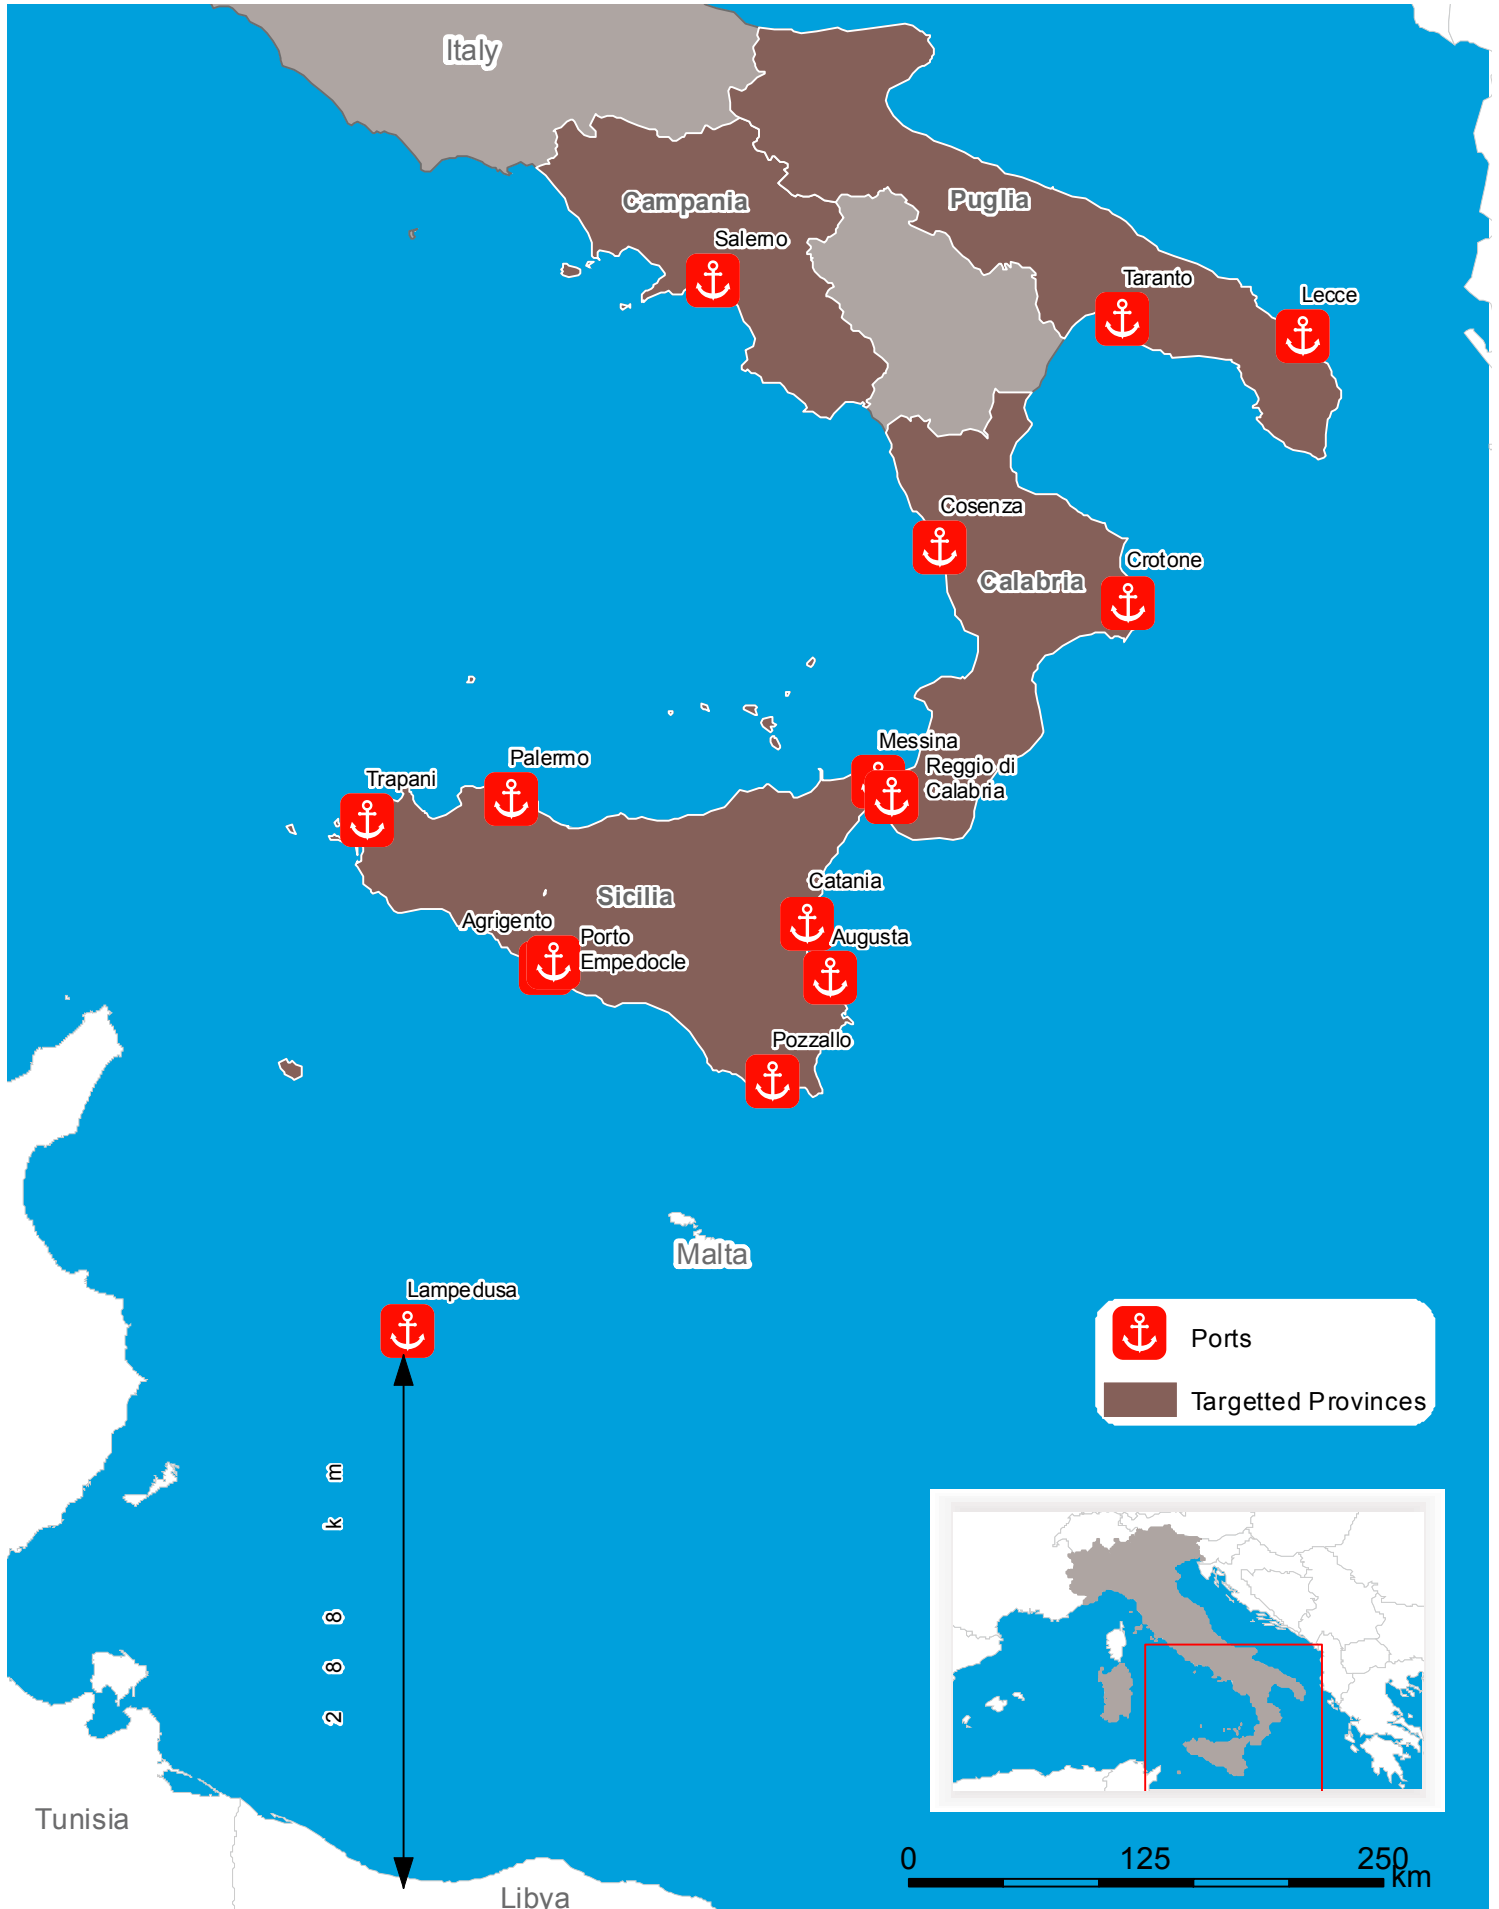 Italy
Campania
Puglia
Salerno
Taranto
Lecce
Cosenza
Crotone
Calabria
Messina
Reggio di
Calabria
Palermo
Trapani
Catania
Sicilia
Agrigento
Porto
Empedocle
Augusta
Pozzallo
Malta
Lampedusa
Ports
Targetted Provinces
288 km
Tunisia
Libya
0 125 250
km